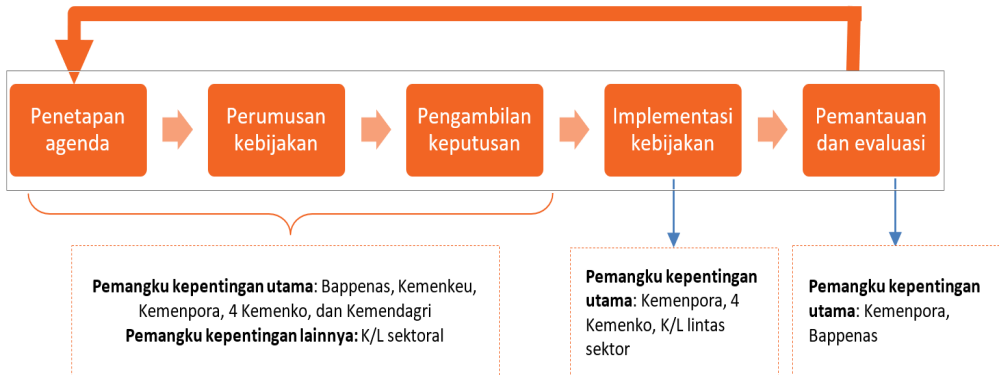 Penetapan
agenda
Perumusan
kebijakan
Pengambilan
keputusan
Implementasi
kebijakan
Pemantauan
dan evaluasi
Pemangku kepentingan utama: Bappenas, Kemenkeu,
Kemenpora, 4 Kemenko, dan Kemendagri
Pemangku kepentingan lainnya: K/L sektoral
Pemangku kepentingan
utama: Kemenpora, 4
Kemenko, K/L lintas
sektor
Pemangku kepentingan
utama: Kemenpora,
Bappenas